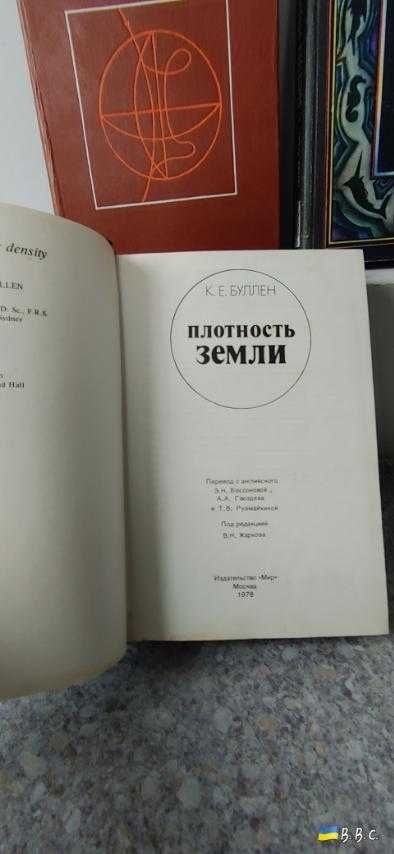 density
LLEN
D. Sc., F.R.S.
Sydney
Hall
К. Е. БУЛЛЕН
ПЛОТНОСТЬ
ЗЕМЛИ
Перевод с английского
Э.Н. Бессоновой,
А.А. Гвоздева
и Т.В. Рузмайкиной
Под редакцией
В.Н. Жаркова
Издательство «Мир»
Москва
1978
В.В.С.